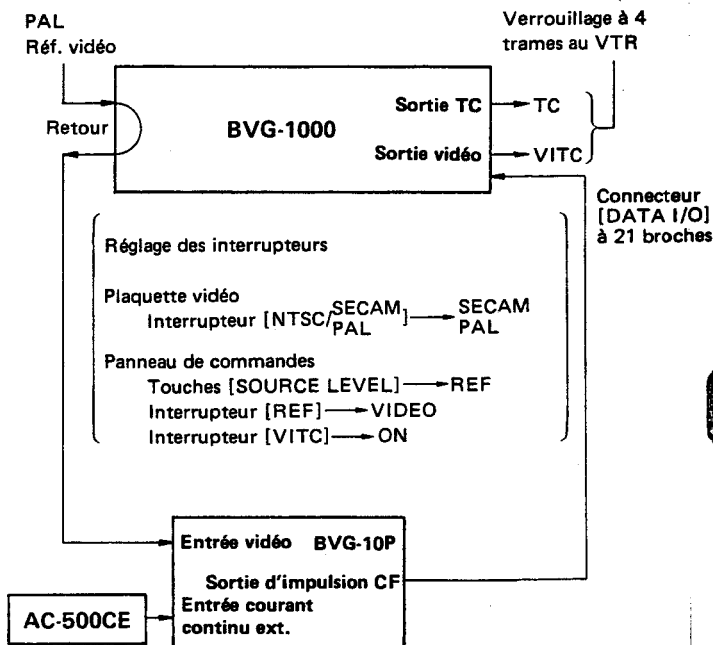 PAL
Réf. vidéo
Verrouillage à 4
trames au VTR
Retour
BVG-1000
Sortie TC → TC
Sortie vidéo → VITC
Connecteur
[DATA I/O]
à 21 broches
Réglage des interrupteurs
Plaquette vidéo
Interrupteur [NTSC/SECAM PAL] → SECAM PAL
Panneau de commandes
Touches [SOURCE LEVEL] → REF
Interrupteur [REF] → VIDEO
Interrupteur [VITC] → ON
Entrée vidéo BVG-10P
Sortie d'impulsion CF
Entrée courant
continu ext.
AC-500CE